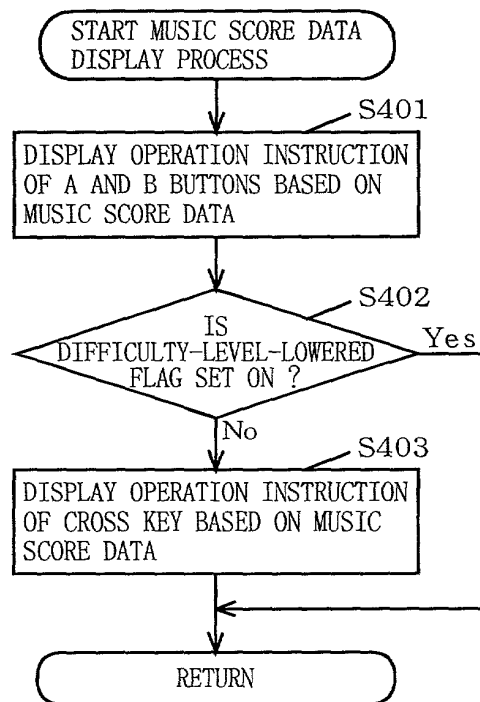 START MUSIC SCORE DATA
DISPLAY PROCESS
S401
DISPLAY OPERATION INSTRUCTION
OF A AND B BUTTONS BASED ON
MUSIC SCORE DATA
S402
IS
DIFFICULTY-LEVEL-LOWERED
FLAG SET ON ?
Yes
No
S403
DISPLAY OPERATION INSTRUCTION
OF CROSS KEY BASED ON MUSIC
SCORE DATA
RETURN